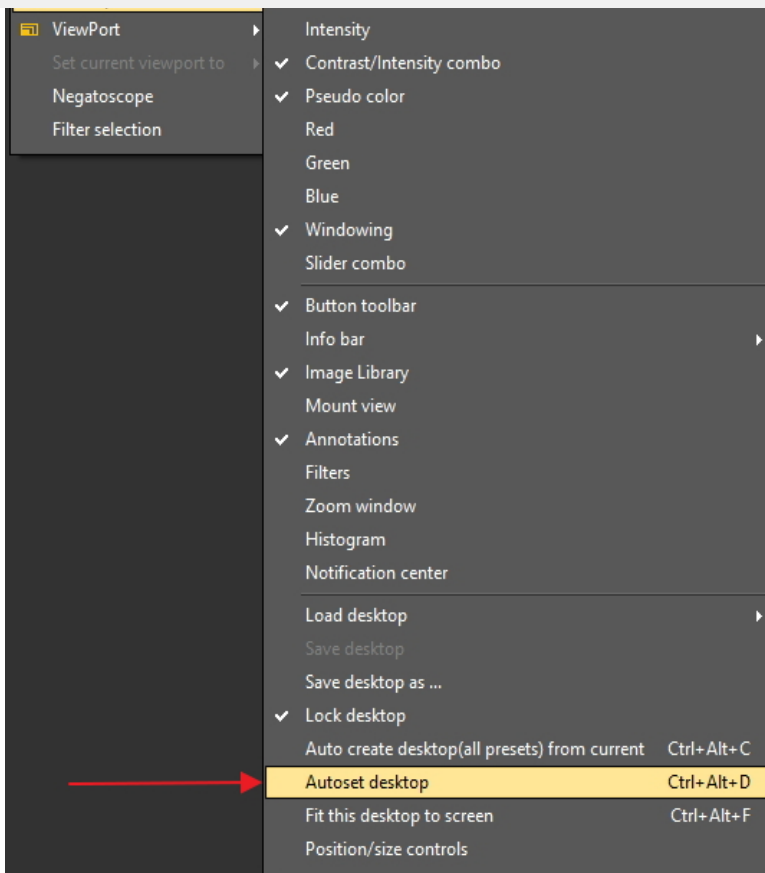 ViewPort
Set current viewport to
Negatoscope
Filter selection
Intensity
Contrast/Intensity combo
Pseudo color
Red
Green
Blue
Windowing
Slider combo
Button toolbar
Info bar
Image Library
Mount view
Annotations
Filters
Zoom window
Histogram
Notification center
Load desktop
Save desktop
Save desktop as ...
Lock desktop
Auto create desktop(all presets) from current Ctrl+Alt+C
Autoset desktop Ctrl+Alt+D
Fit this desktop to screen Ctrl+Alt+F
Position/size controls